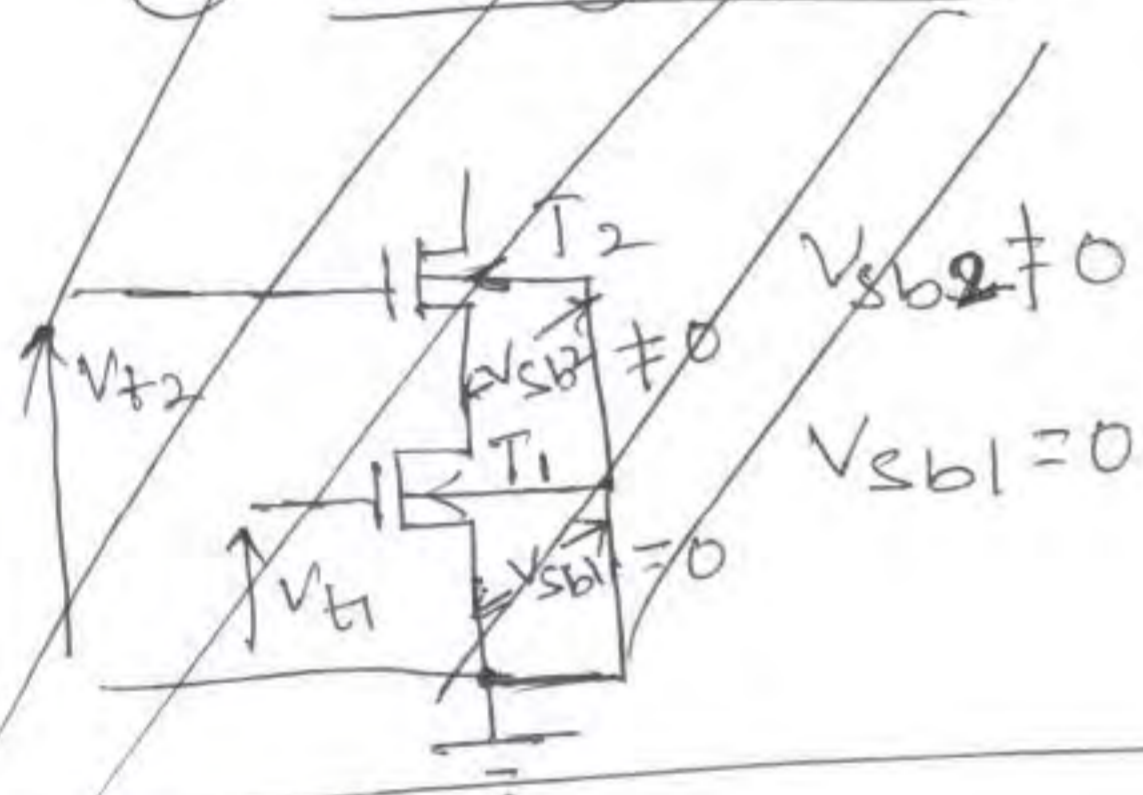 T2
Vsb2 ≠ 0
Vt2
Vsb2 ≠ 0
T1
Vsb1 = 0
Vsb1 = 0
Vt1